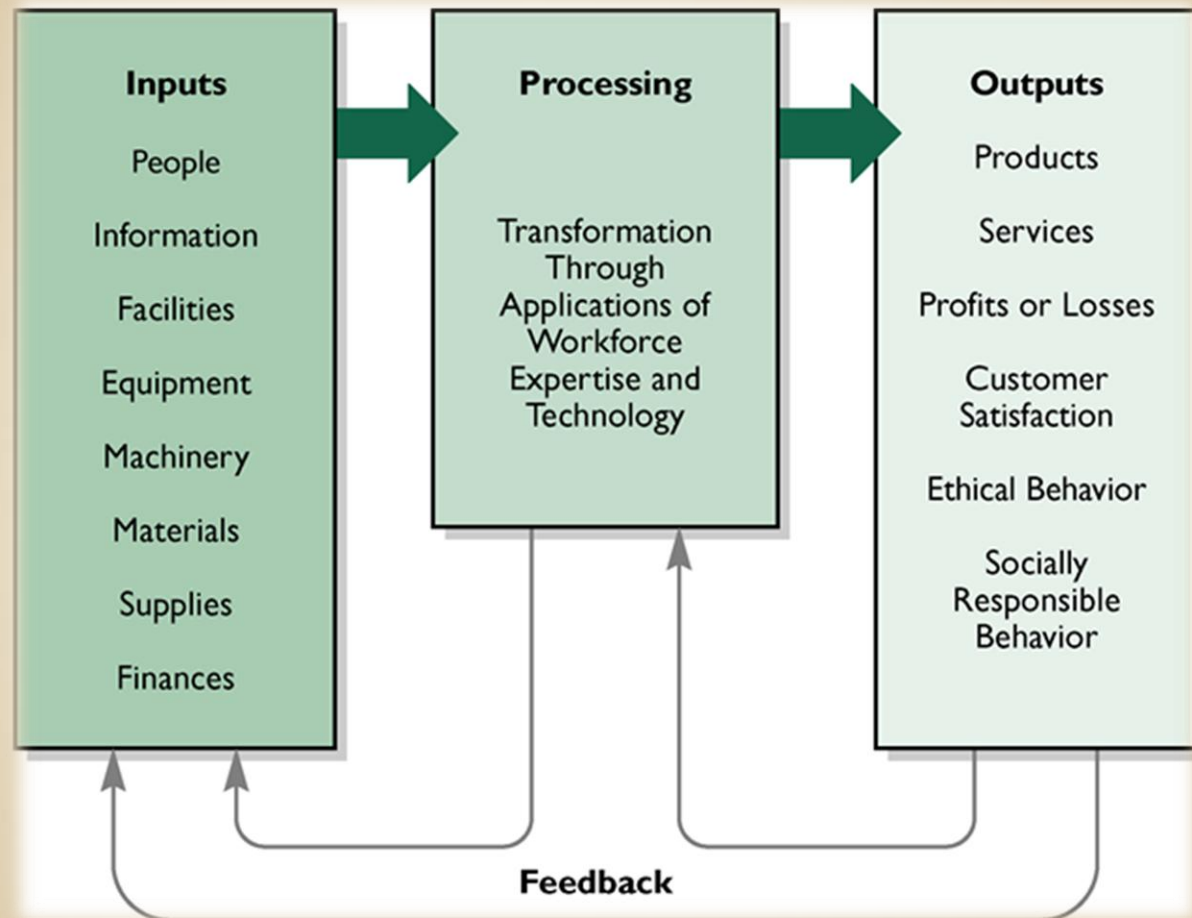 Inputs
People
Information
Facilities
Equipment
Machinery
Materials
Supplies
Finances
Processing
Transformation
Through
Applications of
Workforce
Expertise and
Technology
Outputs
Products
Services
Profits or Losses
Customer
Satisfaction
Ethical Behavior
Socially
Responsible
Behavior
Feedback